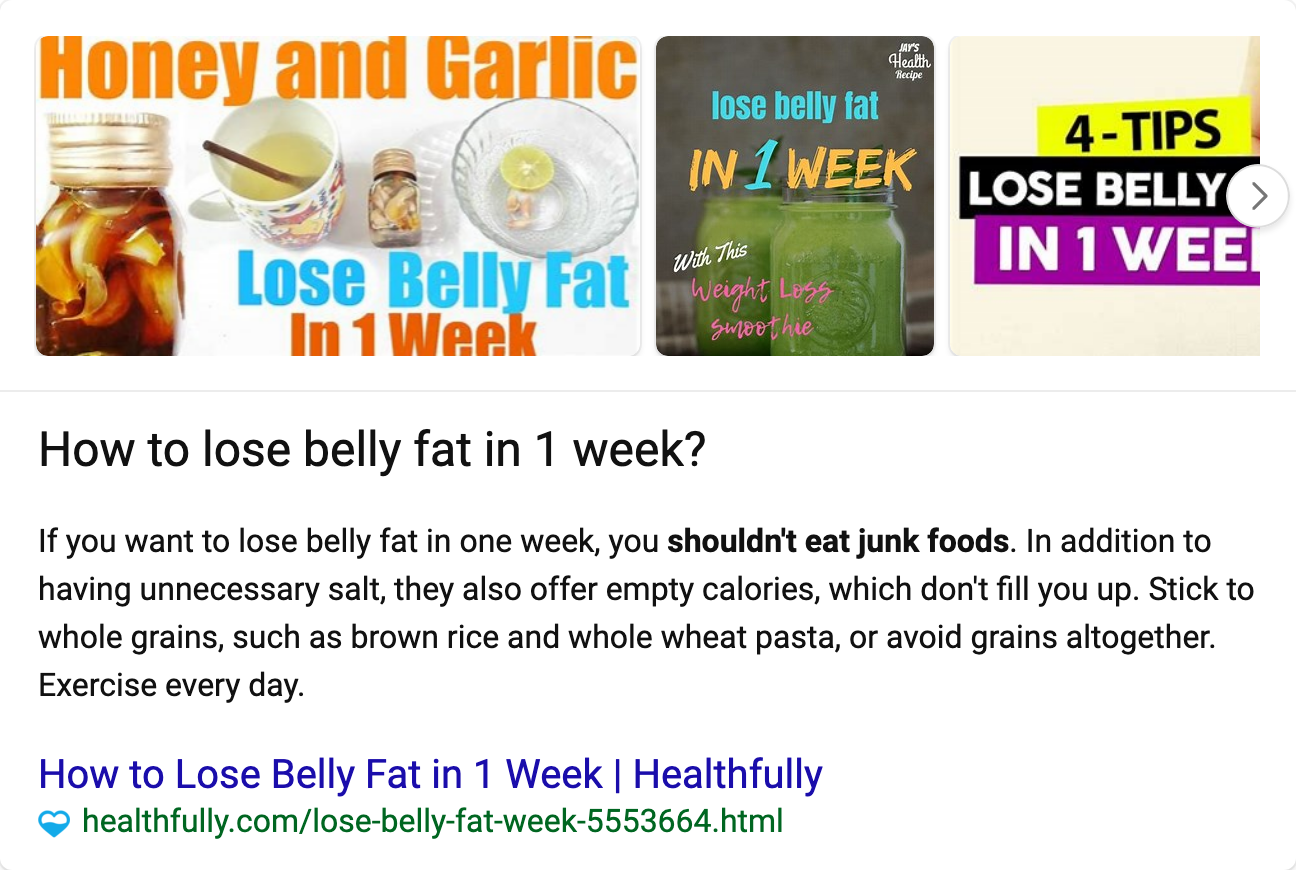 Honey and Garlic
Lose Belly Fat
In 1 Week
JAY'S
Health
Recipe
lose belly fat
IN 1 WEEK
With This
Weight Loss
smoothie
4-TIPS
LOSE BELLY
IN 1 WEE
How to lose belly fat in 1 week?
If you want to lose belly fat in one week, you shouldn't eat junk foods. In addition to
having unnecessary salt, they also offer empty calories, which don't fill you up. Stick to
whole grains, such as brown rice and whole wheat pasta, or avoid grains altogether.
Exercise every day.
How to Lose Belly Fat in 1 Week | Healthfully
healthfully.com/lose-belly-fat-week-5553664.html